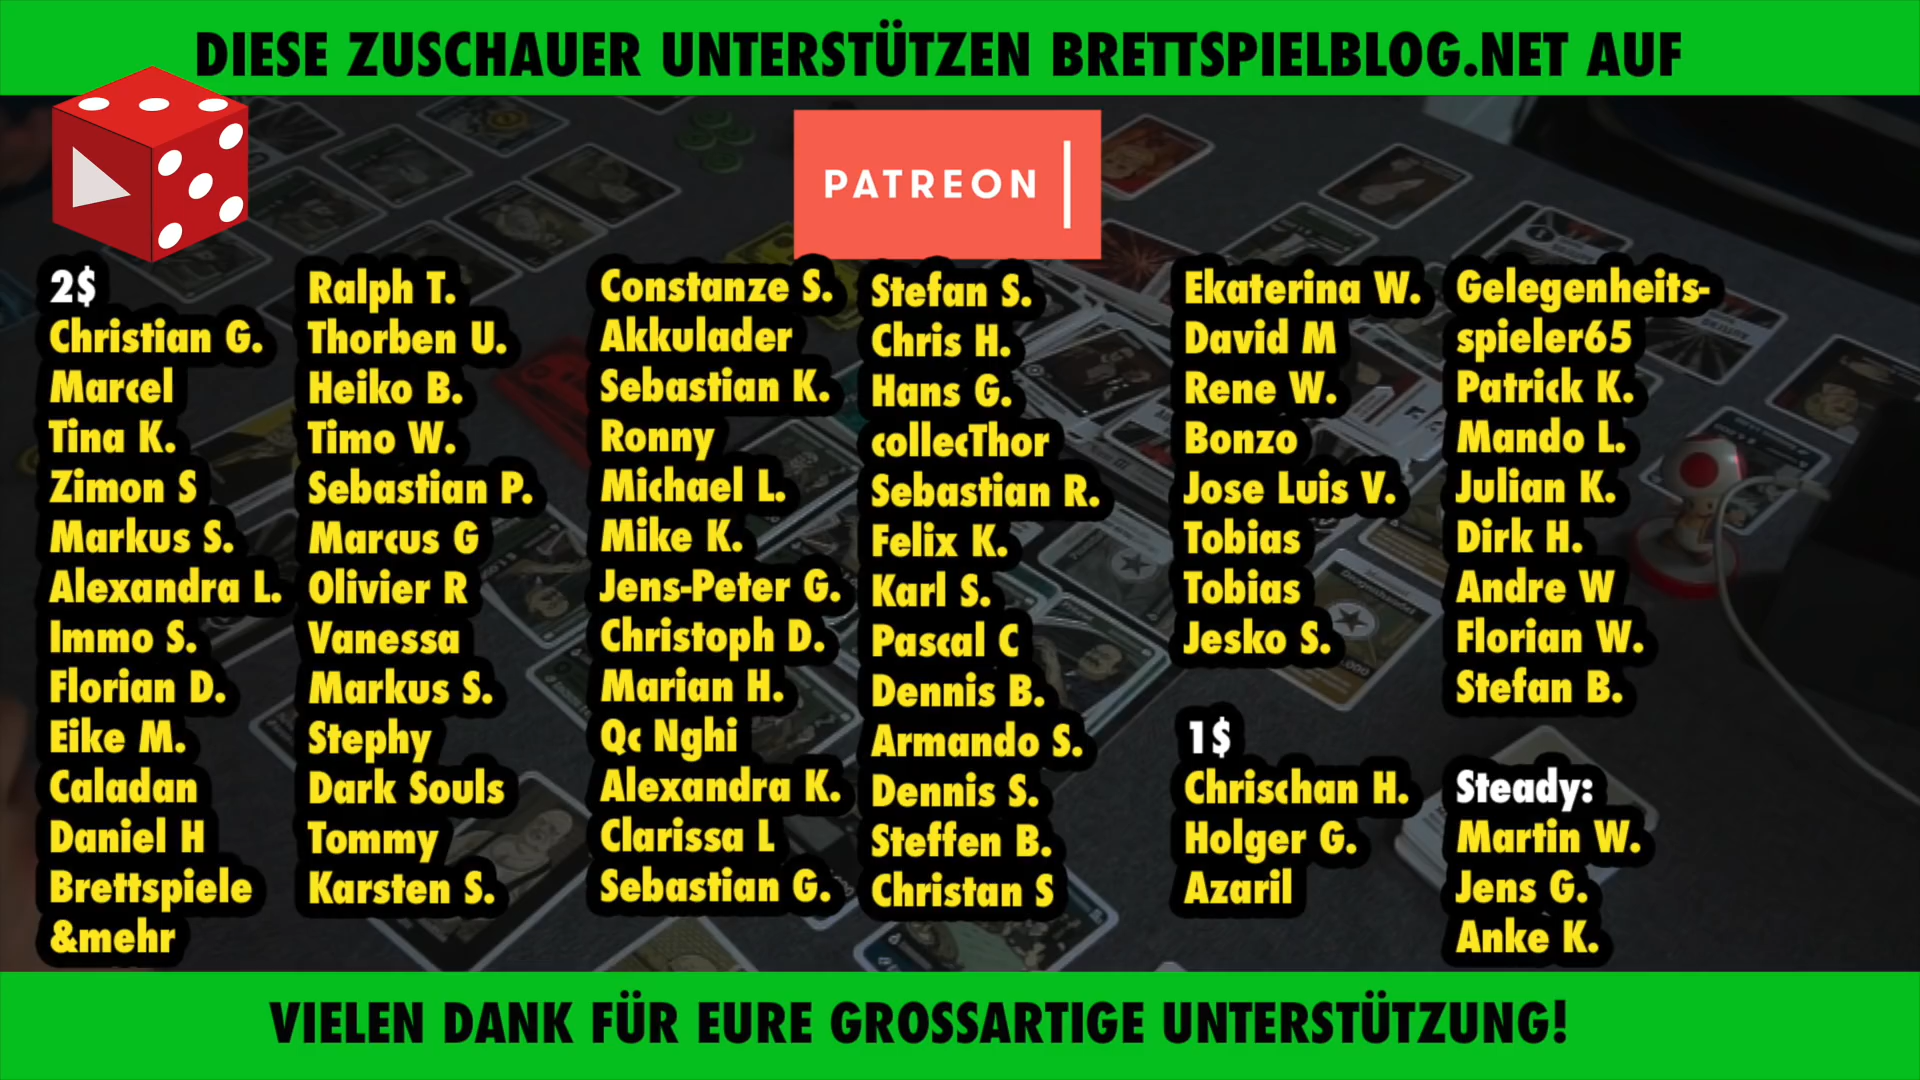 DIESE ZUSCHAUER UNTERSTÜTZEN BRETTSPIELBLOG.NET AUF
PATREON
2$
Christian G.
Marcel
Tina K.
Zimon S
Markus S.
Alexandra L.
Immo S.
Florian D.
Eike M.
Caladan
Daniel H
Brettspiele
&mehr
Ralph T.
Thorben U.
Heiko B.
Timo W.
Sebastian P.
Marcus G
Olivier R
Vanessa
Markus S.
Stephy
Dark Souls
Tommy
Karsten S.
Constanze S.
Akkulader
Sebastian K.
Ronny
Michael L.
Mike K.
Jens-Peter G.
Christoph D.
Marian H.
Qc Nghi
Alexandra K.
Clarissa L
Sebastian G.
Stefan S.
Chris H.
Hans G.
collecThor
Sebastian R.
Felix K.
Karl S.
Pascal C
Dennis B.
Armando S.
Dennis S.
Steffen B.
Christan S
Ekaterina W.
David M
Rene W.
Bonzo
Jose Luis V.
Tobias
Tobias
Jesko S.
1$
Chrischan H.
Holger G.
Azaril
Gelegenheits-
spieler65
Patrick K.
Mando L.
Julian K.
Dirk H.
Andre W
Florian W.
Stefan B.
Steady:
Martin W.
Jens G.
Anke K.
VIELEN DANK FÜR EURE GROSSARTIGE UNTERSTÜTZUNG!